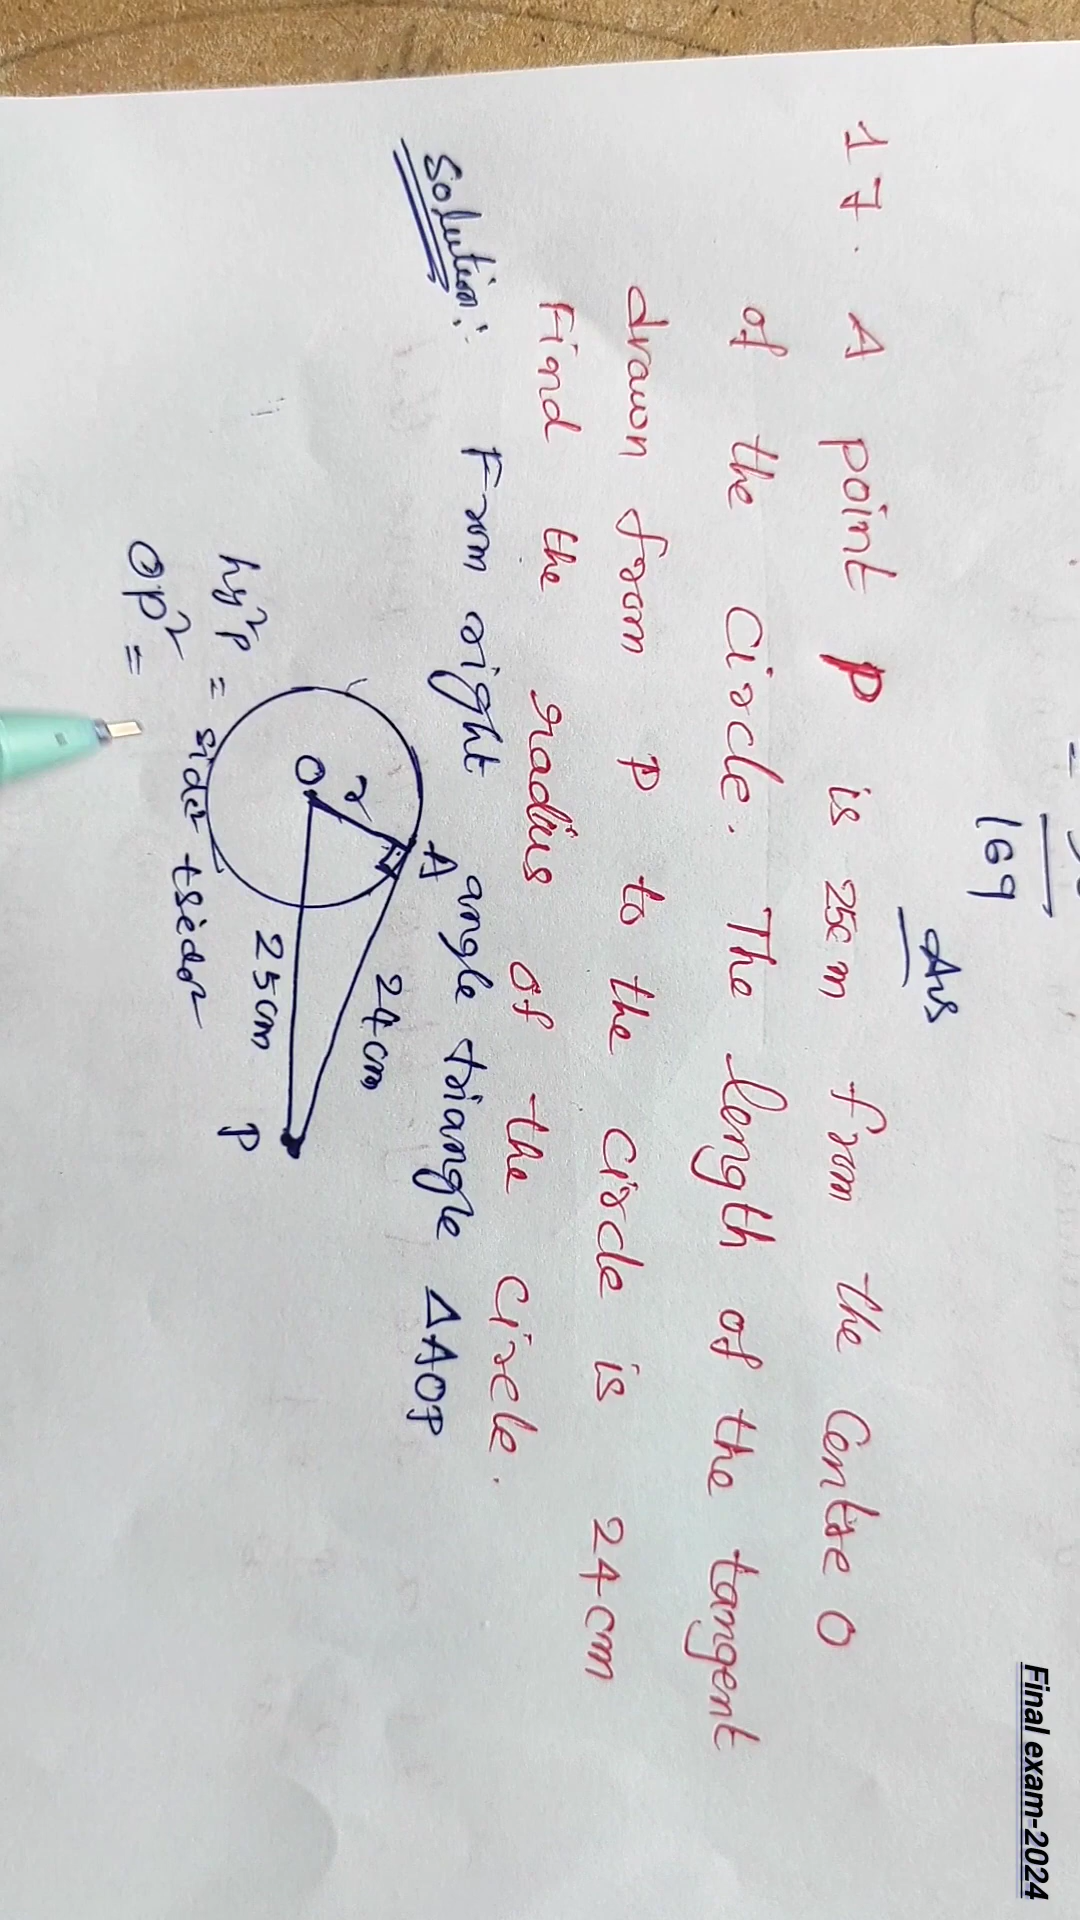 169
Ans
17. A point P is 25cm from the Centre O
of the Circle. The length of the tangent
drawn from P to the circle is 24cm
Find the radius of the circle.
Solution: From right angle triangle ΔAOP
A
24cm
r
O
25cm
P
hy²p = side² + side²
OP² =
Final exam-2024